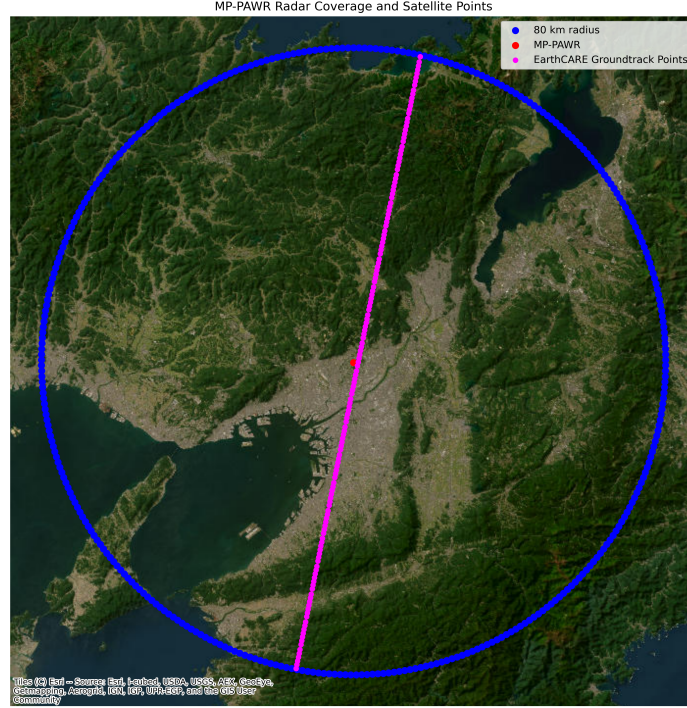 MP-PAWR Radar Coverage and Satellite Points
80 km radius
MP-PAWR
EarthCARE Groundtrack Points
Tiles (C) Esri -- Source: Esri, i-cubed, USDA, USGS, AEX, GeoEye,
Getmapping, Aerogrid, IGN, IGP, UPR-EGP, and the GIS User
Community